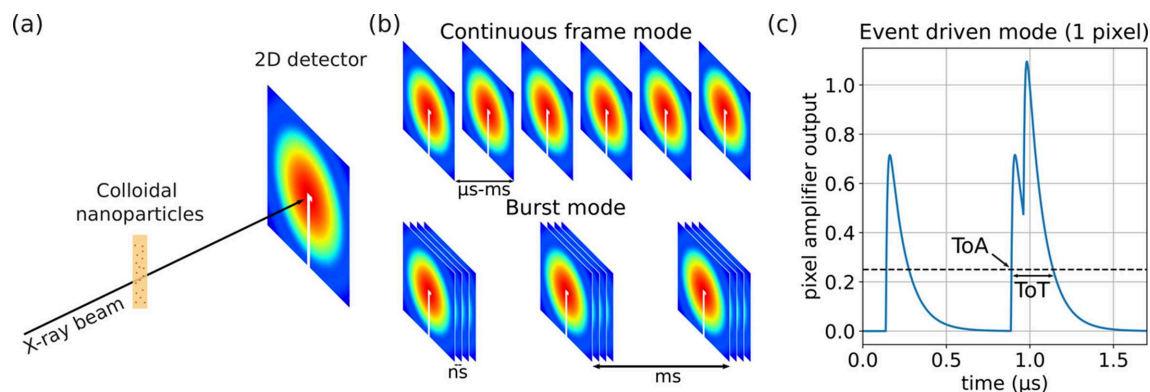 (a)
2D detector
Colloidal
nanoparticles
X-ray beam
(b)
Continuous frame mode
μs-ms
Burst mode
ns
ms
(c)
Event driven mode (1 pixel)
pixel amplifier output
1.0
0.8
0.6
0.4
0.2
0.0
ToA
ToT
0.0 0.5 1.0 1.5
time (μs)